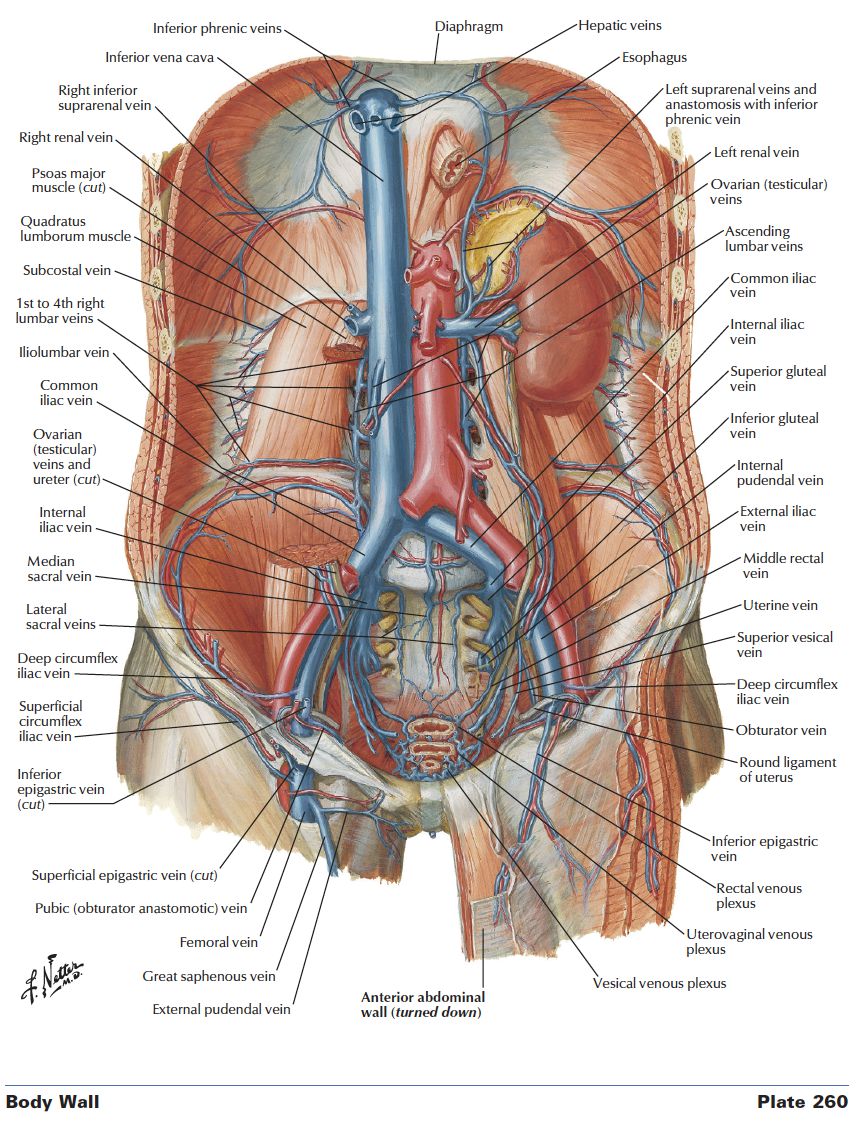 Inferior phrenic veins
Diaphragm
Hepatic veins
Inferior vena cava
Esophagus
Right inferior
suprarenal vein
Left suprarenal veins and
anastomosis with inferior
phrenic vein
Right renal vein
Left renal vein
Psoas major
muscle (cut)
Ovarian (testicular)
veins
Quadratus
lumborum muscle
Ascending
lumbar veins
Subcostal vein
Common iliac
vein
1st to 4th right
lumbar veins
Internal iliac
vein
Iliolumbar vein
Superior gluteal
vein
Common
iliac vein
Inferior gluteal
vein
Ovarian
(testicular)
veins and
ureter (cut)
Internal
pudendal vein
Internal
iliac vein
External iliac
vein
Median
sacral vein
Middle rectal
vein
Lateral
sacral veins
Uterine vein
Superior vesical
vein
Deep circumflex
iliac vein
Deep circumflex
iliac vein
Superficial
circumflex
iliac vein
Obturator vein
Round ligament
of uterus
Inferior
epigastric vein
(cut)
Inferior epigastric
vein
Superficial epigastric vein (cut)
Rectal venous
plexus
Pubic (obturator anastomotic) vein
Uterovaginal venous
plexus
Femoral vein
Great saphenous vein
Vesical venous plexus
External pudendal vein
Anterior abdominal
wall (turned down)
F. Netter
M.D.
Body Wall
Plate 260